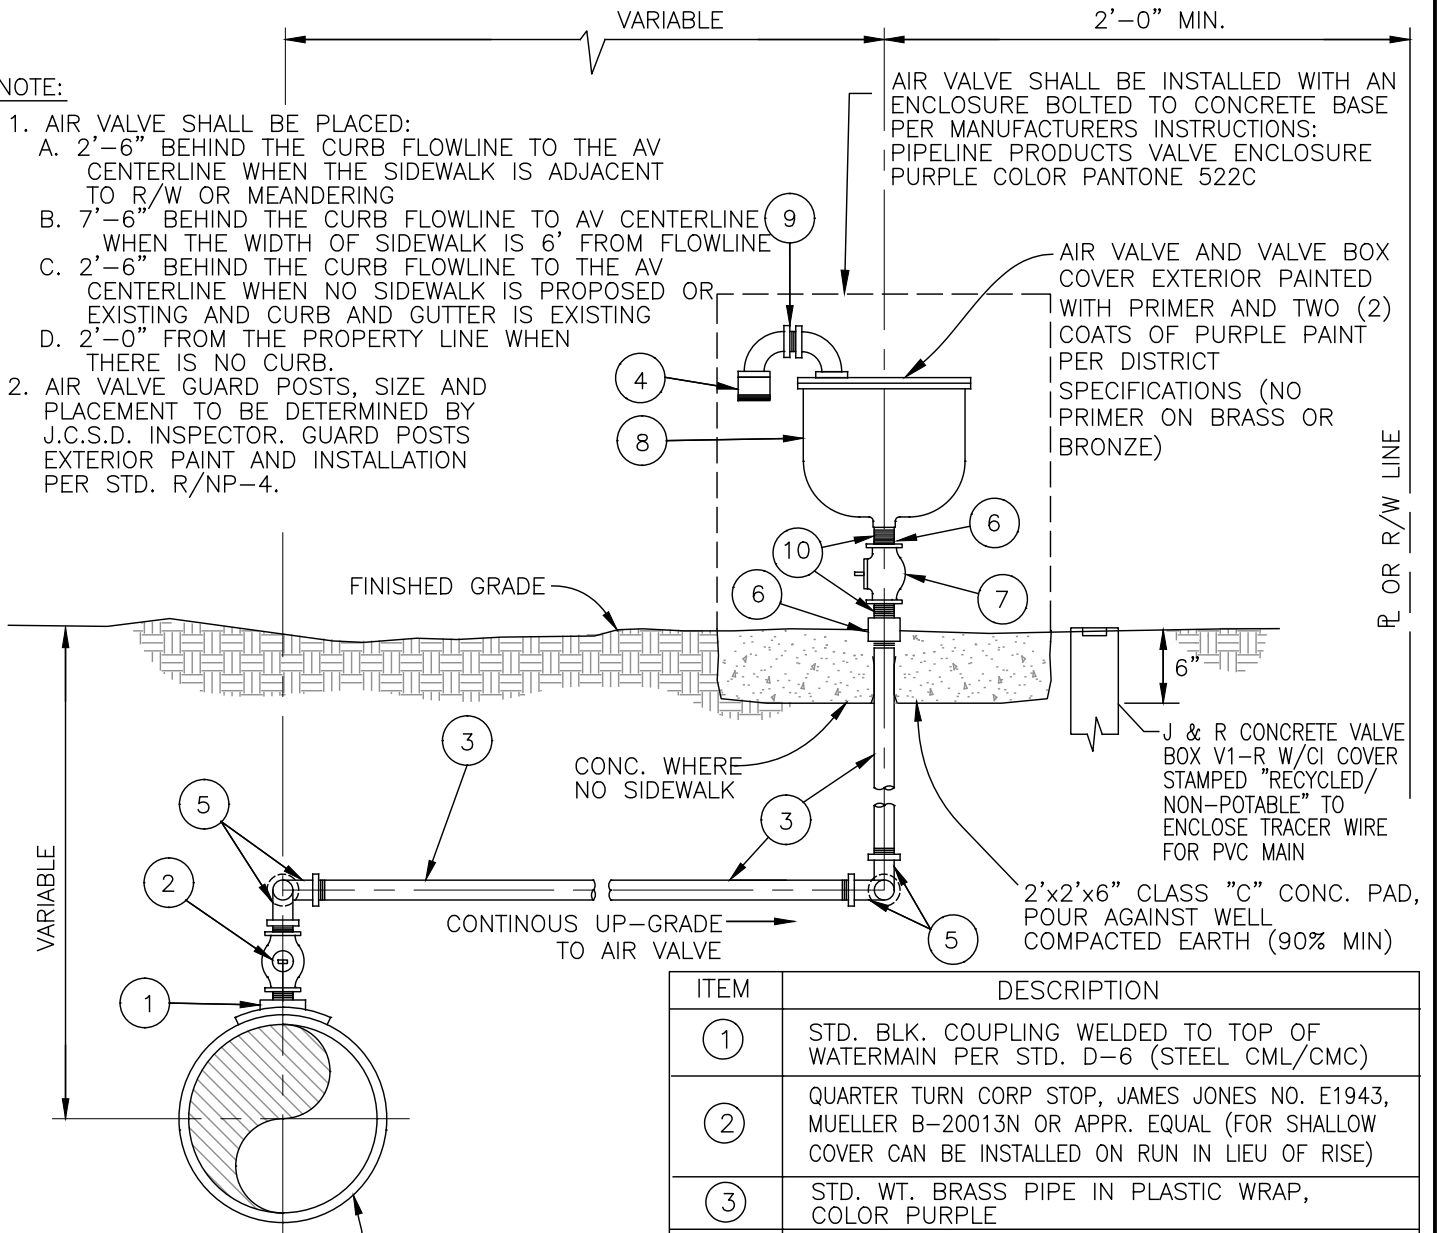 VARIABLE
2'-0" MIN.
NOTE:
1. AIR VALVE SHALL BE PLACED:
A. 2'-6" BEHIND THE CURB FLOWLINE TO THE AV
CENTERLINE WHEN THE SIDEWALK IS ADJACENT
TO R/W OR MEANDERING
B. 7'-6" BEHIND THE CURB FLOWLINE TO AV CENTERLINE
WHEN THE WIDTH OF SIDEWALK IS 6' FROM FLOWLINE
C. 2'-6" BEHIND THE CURB FLOWLINE TO THE AV
CENTERLINE WHEN NO SIDEWALK IS PROPOSED OR
EXISTING AND CURB AND GUTTER IS EXISTING
D. 2'-0" FROM THE PROPERTY LINE WHEN
THERE IS NO CURB.
2. AIR VALVE GUARD POSTS, SIZE AND
PLACEMENT TO BE DETERMINED BY
J.C.S.D. INSPECTOR. GUARD POSTS
EXTERIOR PAINT AND INSTALLATION
PER STD. R/NP-4.
AIR VALVE SHALL BE INSTALLED WITH AN
ENCLOSURE BOLTED TO CONCRETE BASE
PER MANUFACTURERS INSTRUCTIONS:
PIPELINE PRODUCTS VALVE ENCLOSURE
PURPLE COLOR PANTONE 522C
9
AIR VALVE AND VALVE BOX
COVER EXTERIOR PAINTED
WITH PRIMER AND TWO (2)
COATS OF PURPLE PAINT
PER DISTRICT
SPECIFICATIONS (NO
PRIMER ON BRASS OR
BRONZE)
4
8
6
10
7
6
PL OR R/W LINE
FINISHED GRADE
6"
J & R CONCRETE VALVE
BOX V1-R W/CI COVER
STAMPED "RECYCLED/
NON-POTABLE" TO
ENCLOSE TRACER WIRE
FOR PVC MAIN
3
CONC. WHERE
NO SIDEWALK
5
3
VARIABLE
2
CONTINOUS UP-GRADE
TO AIR VALVE
5
2'x2'x6" CLASS "C" CONC. PAD,
POUR AGAINST WELL
COMPACTED EARTH (90% MIN)
1
ITEM DESCRIPTION
1 STD. BLK. COUPLING WELDED TO TOP OF
WATERMAIN PER STD. D-6 (STEEL CML/CMC)
2 QUARTER TURN CORP STOP, JAMES JONES NO. E1943,
MUELLER B-20013N OR APPR. EQUAL (FOR SHALLOW
COVER CAN BE INSTALLED ON RUN IN LIEU OF RISE)
3 STD. WT. BRASS PIPE IN PLASTIC WRAP,
COLOR PURPLE